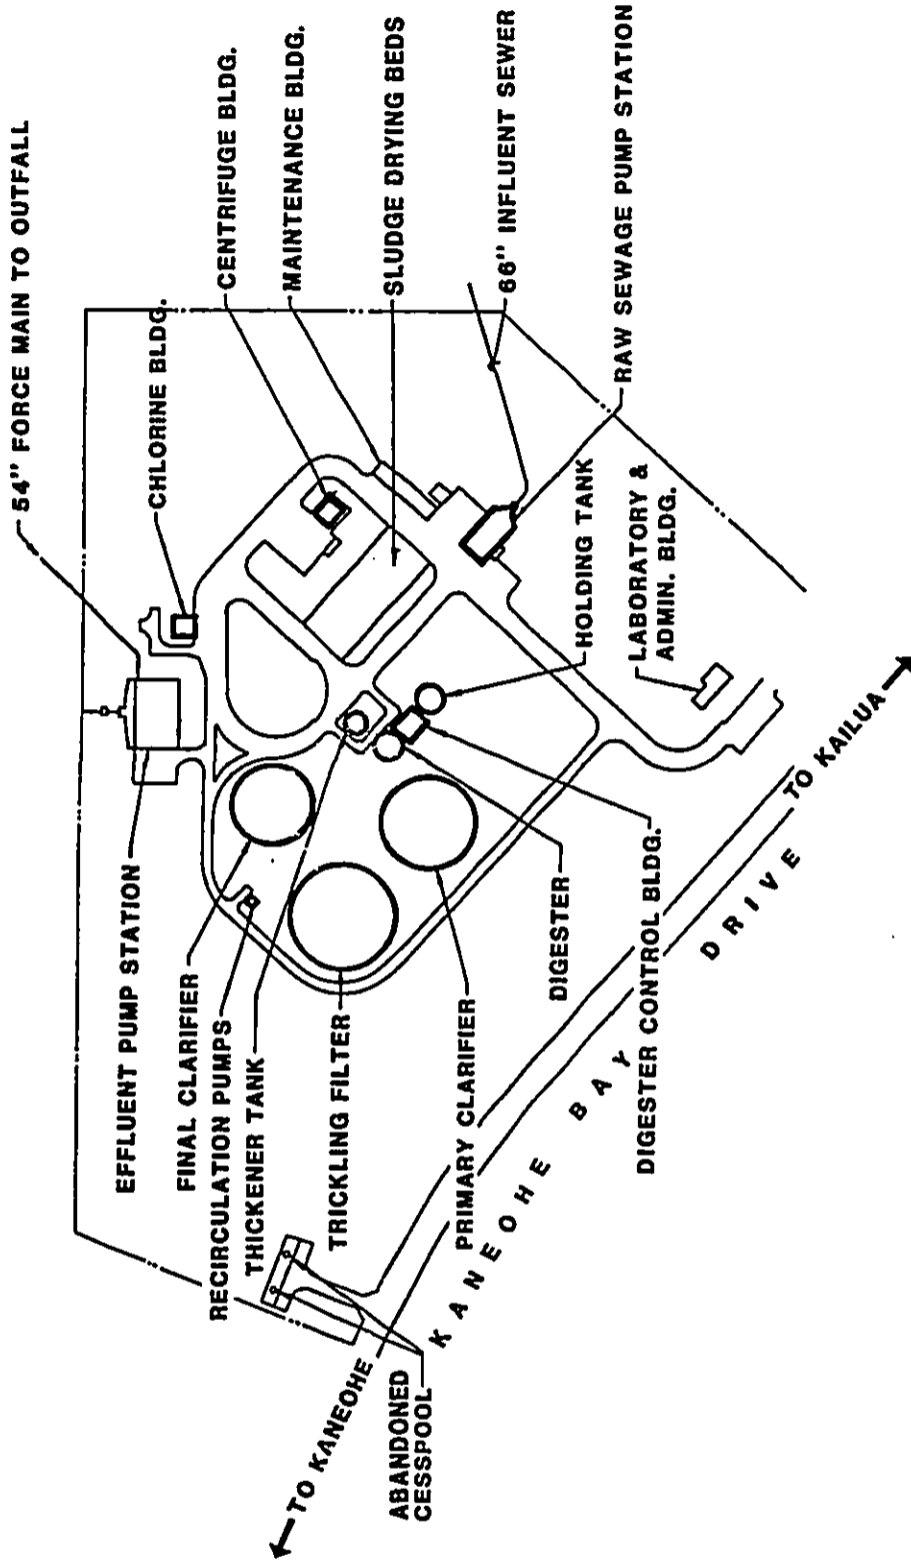 54" FORCE MAIN TO OUTFALL
CHLORINE BLDG.
CENTRIFUGE BLDG.
MAINTENANCE BLDG.
SLUDGE DRYING BEDS
66" INFLUENT SEWER
RAW SEWAGE PUMP STATION
HOLDING TANK
LABORATORY &
ADMIN. BLDG.
EFFLUENT PUMP STATION
FINAL CLARIFIER
RECIRCULATION PUMPS
THICKENER TANK
TRICKLING FILTER
PRIMARY CLARIFIER
DIGESTER
DIGESTER CONTROL BLDG.
ABANDONED
CESSPOOL
TO KANEOHE
KANEOHE BAY DRIVE
TO KAILUA